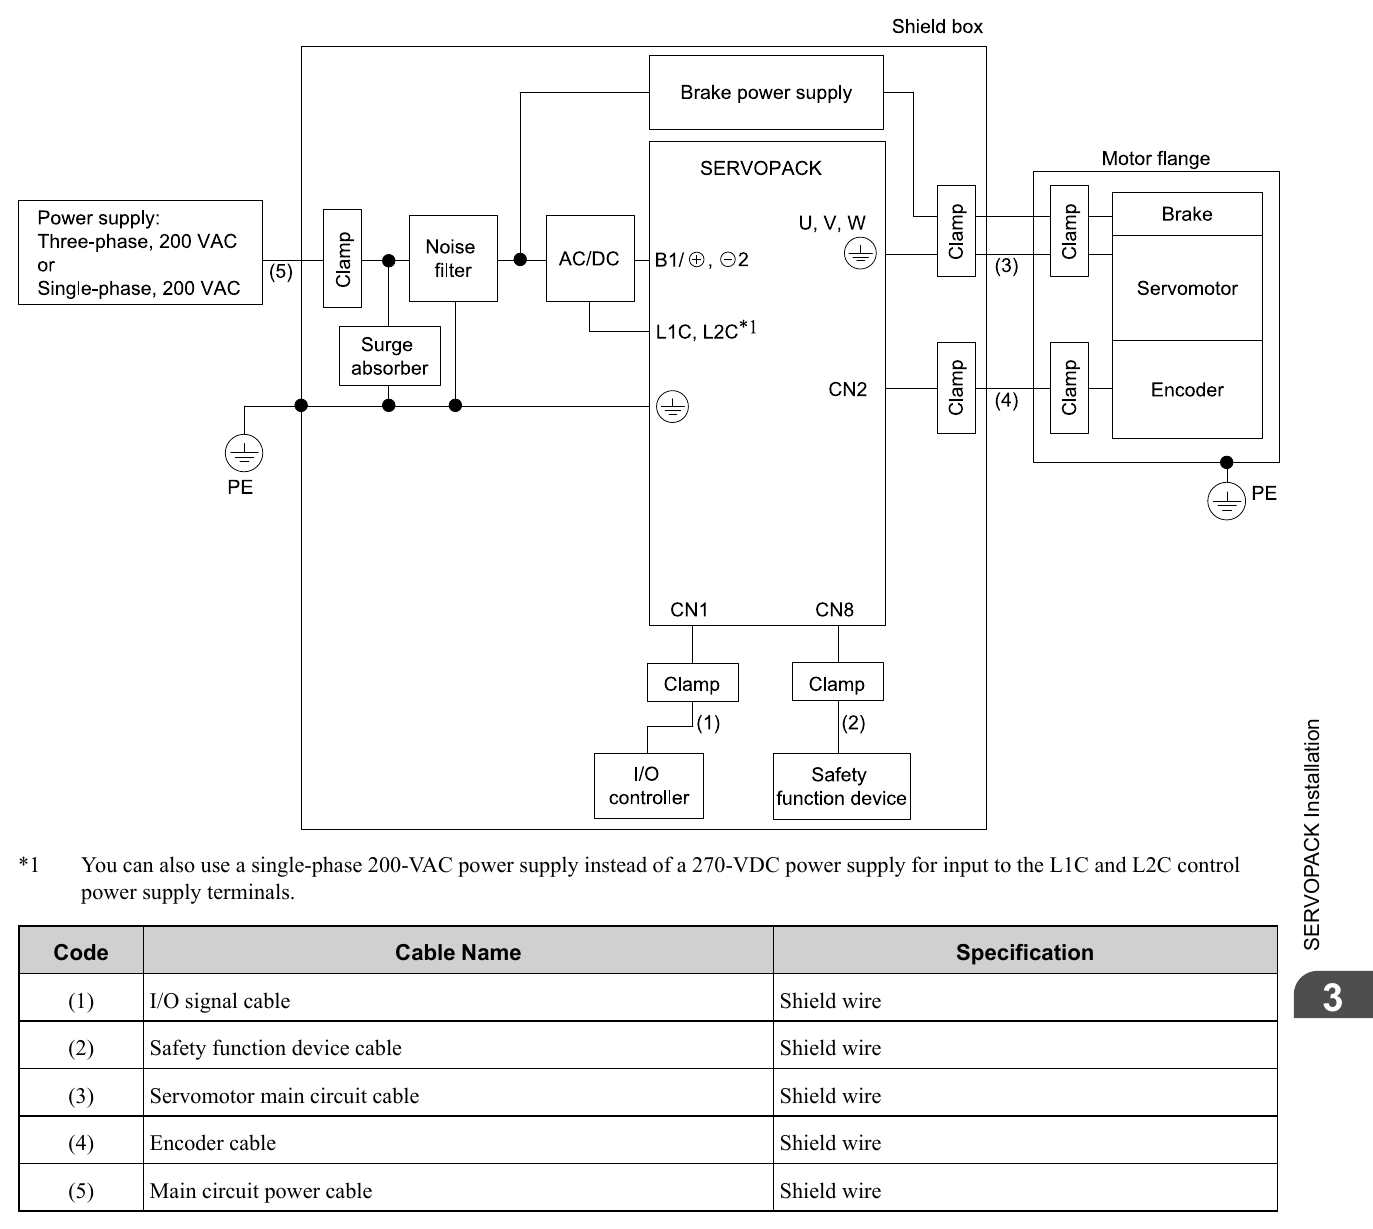 Shield box
Brake power supply
SERVOPACK
Motor flange
Power supply:
Three-phase, 200 VAC
or
Single-phase, 200 VAC
(5)
Clamp
Noise
filter
AC/DC
B1/⊕, ⊖2
L1C, L2C*1
U, V, W
Clamp
(3)
Clamp
Brake
Servomotor
Surge
absorber
CN2
Clamp
(4)
Clamp
Encoder
PE
PE
CN1
CN8
Clamp
Clamp
(1)
(2)
I/O
controller
Safety
function device
*1 You can also use a single-phase 200-VAC power supply instead of a 270-VDC power supply for input to the L1C and L2C control
power supply terminals.
Code Cable Name Specification
(1) I/O signal cable Shield wire
(2) Safety function device cable Shield wire
(3) Servomotor main circuit cable Shield wire
(4) Encoder cable Shield wire
(5) Main circuit power cable Shield wire
SERVOPACK Installation
3